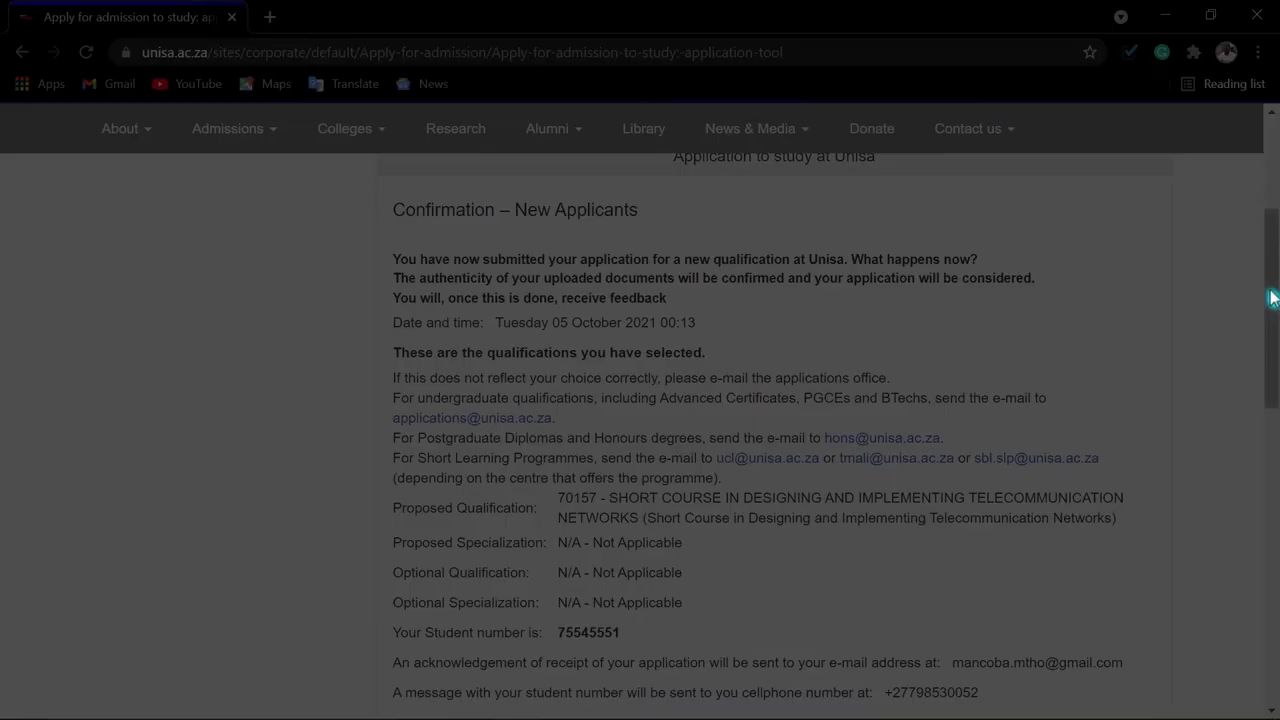 Apply for admission to study: ap
unisa.ac.za/sites/corporate/default/Apply-for-admission/Apply-for-admission-to-study:-application-tool
Apps Gmail YouTube Maps Translate News Reading list
About Admissions Colleges Research Alumni Library News & Media Donate Contact us
Application to study at Unisa
Confirmation – New Applicants
You have now submitted your application for a new qualification at Unisa. What happens now?
The authenticity of your uploaded documents will be confirmed and your application will be considered.
You will, once this is done, receive feedback
Date and time: Tuesday 05 October 2021 00:13
These are the qualifications you have selected.
If this does not reflect your choice correctly, please e-mail the applications office.
For undergraduate qualifications, including Advanced Certificates, PGCEs and BTechs, send the e-mail to
applications@unisa.ac.za.
For Postgraduate Diplomas and Honours degrees, send the e-mail to hons@unisa.ac.za.
For Short Learning Programmes, send the e-mail to ucl@unisa.ac.za or tmali@unisa.ac.za or sbl.slp@unisa.ac.za
(depending on the centre that offers the programme).
Proposed Qualification: 70157 - SHORT COURSE IN DESIGNING AND IMPLEMENTING TELECOMMUNICATION
NETWORKS (Short Course in Designing and Implementing Telecommunication Networks)
Proposed Specialization: N/A - Not Applicable
Optional Qualification: N/A - Not Applicable
Optional Specialization: N/A - Not Applicable
Your Student number is: 75545551
An acknowledgement of receipt of your application will be sent to your e-mail address at: mancoba.mtho@gmail.com
A message with your student number will be sent to you cellphone number at: +27798530052